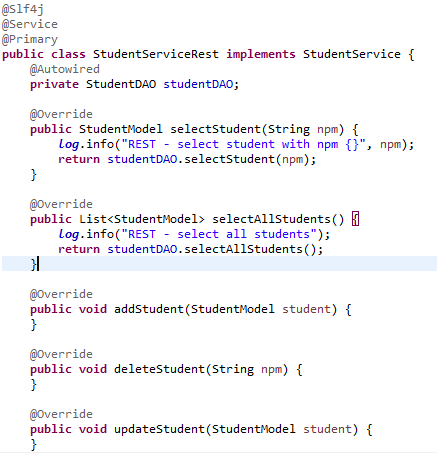 @Slf4j
@Service
@Primary
public class StudentServiceRest implements StudentService {
    @Autowired
    private StudentDAO studentDAO;

    @Override
    public StudentModel selectStudent(String npm) {
        log.info("REST - select student with npm {}", npm);
        return studentDAO.selectStudent(npm);
    }

    @Override
    public List<StudentModel> selectAllStudents() {
        log.info("REST - select all students");
        return studentDAO.selectAllStudents();
    }

    @Override
    public void addStudent(StudentModel student) {
    }

    @Override
    public void deleteStudent(String npm) {
    }

    @Override
    public void updateStudent(StudentModel student) {
    }